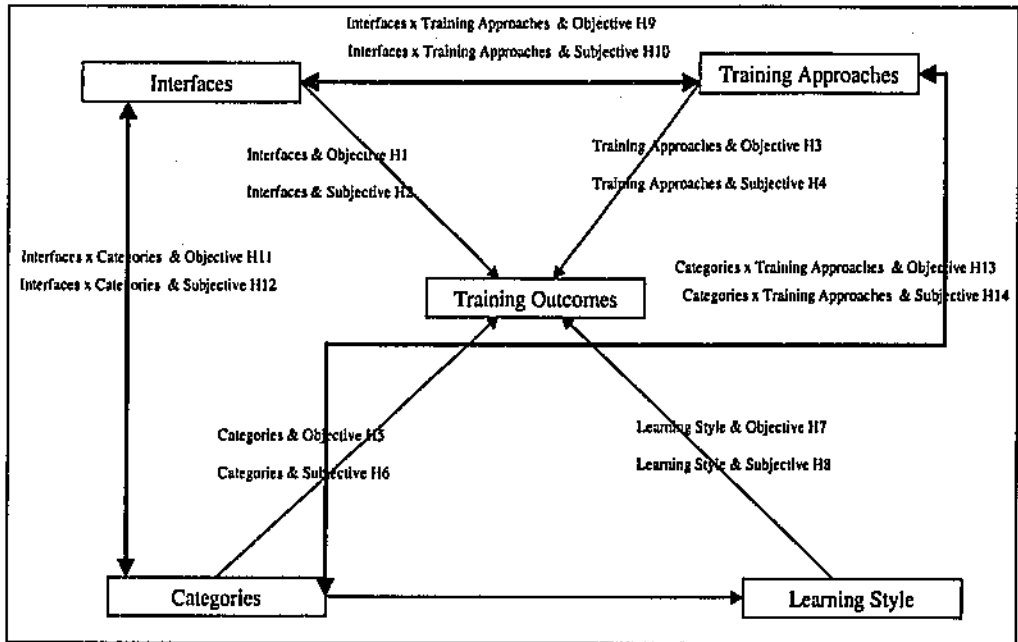 Interfaces x Training Approaches & Objective H9
Interfaces x Training Approaches & Subjective H10
Interfaces
Training Approaches
Interfaces & Objective H1
Interfaces & Subjective H2
Training Approaches & Objective H3
Training Approaches & Subjective H4
Interfaces x Categories & Objective H11
Interfaces x Categories & Subjective H12
Categories x Training Approaches & Objective H13
Categories x Training Approaches & Subjective H14
Training Outcomes
Categories & Objective H5
Categories & Subjective H6
Learning Style & Objective H7
Learning Style & Subjective H8
Categories
Learning Style